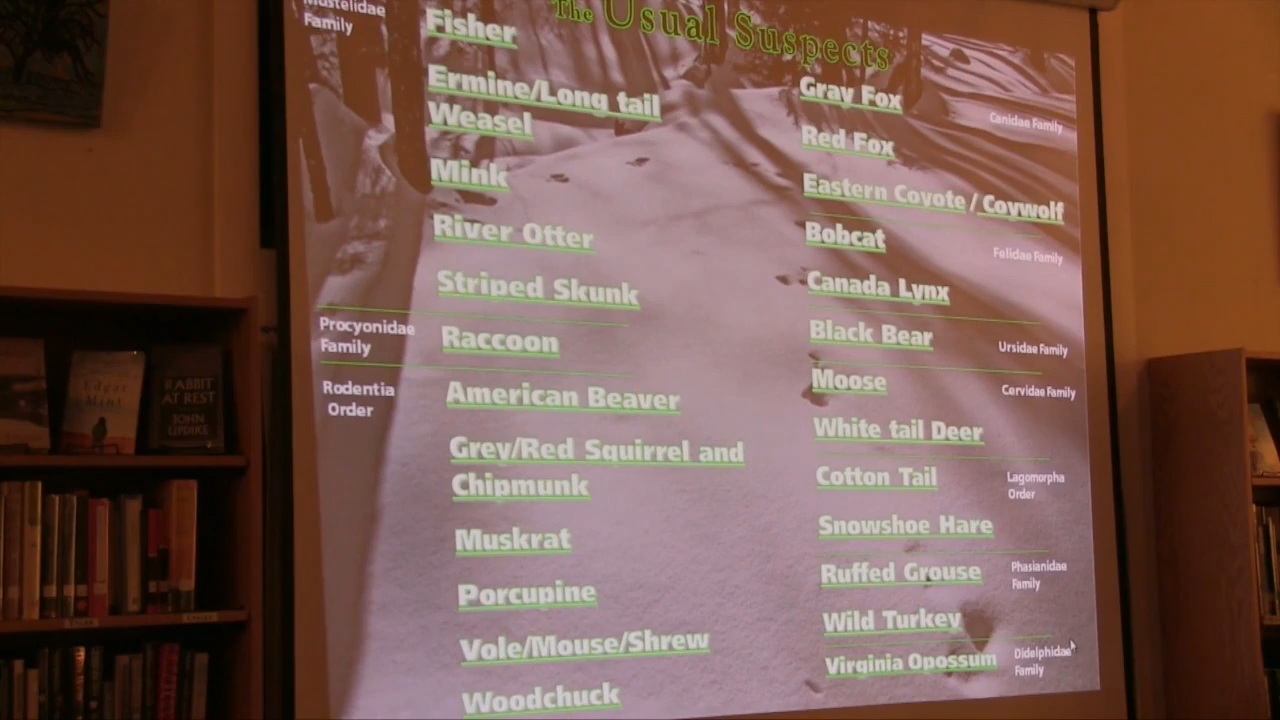 The Usual Suspects
Mustelidae
Family
Fisher
Ermine/Long tail
Weasel
Mink
River Otter
Striped Skunk
Procyonidae
Family
Raccoon
Rodentia
Order
American Beaver
Grey/Red Squirrel and
Chipmunk
Muskrat
Porcupine
Vole/Mouse/Shrew
Woodchuck
Gray Fox
Canidae Family
Red Fox
Eastern Coyote / Coywolf
Bobcat
Felidae Family
Canada Lynx
Black Bear
Ursidae Family
Moose
Cervidae Family
White tail Deer
Cotton Tail
Lagomorpha
Order
Snowshoe Hare
Ruffed Grouse
Phasianidae
Family
Wild Turkey
Virginia Opossum
Didelphidae
Family
Edgar
Mint
RABBIT
AT REST
JOHN
UPDIKE